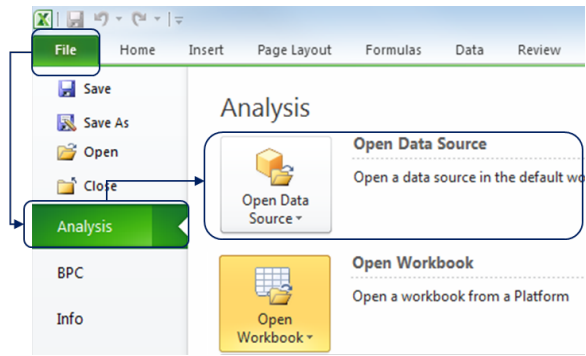 File Home Insert Page Layout Formulas Data Review
Save
Save As
Open
Close
Analysis
BPC
Info
Analysis
Open Data
Source
Open Data Source
Open a data source in the default wo
Open
Workbook
Open Workbook
Open a workbook from a Platform